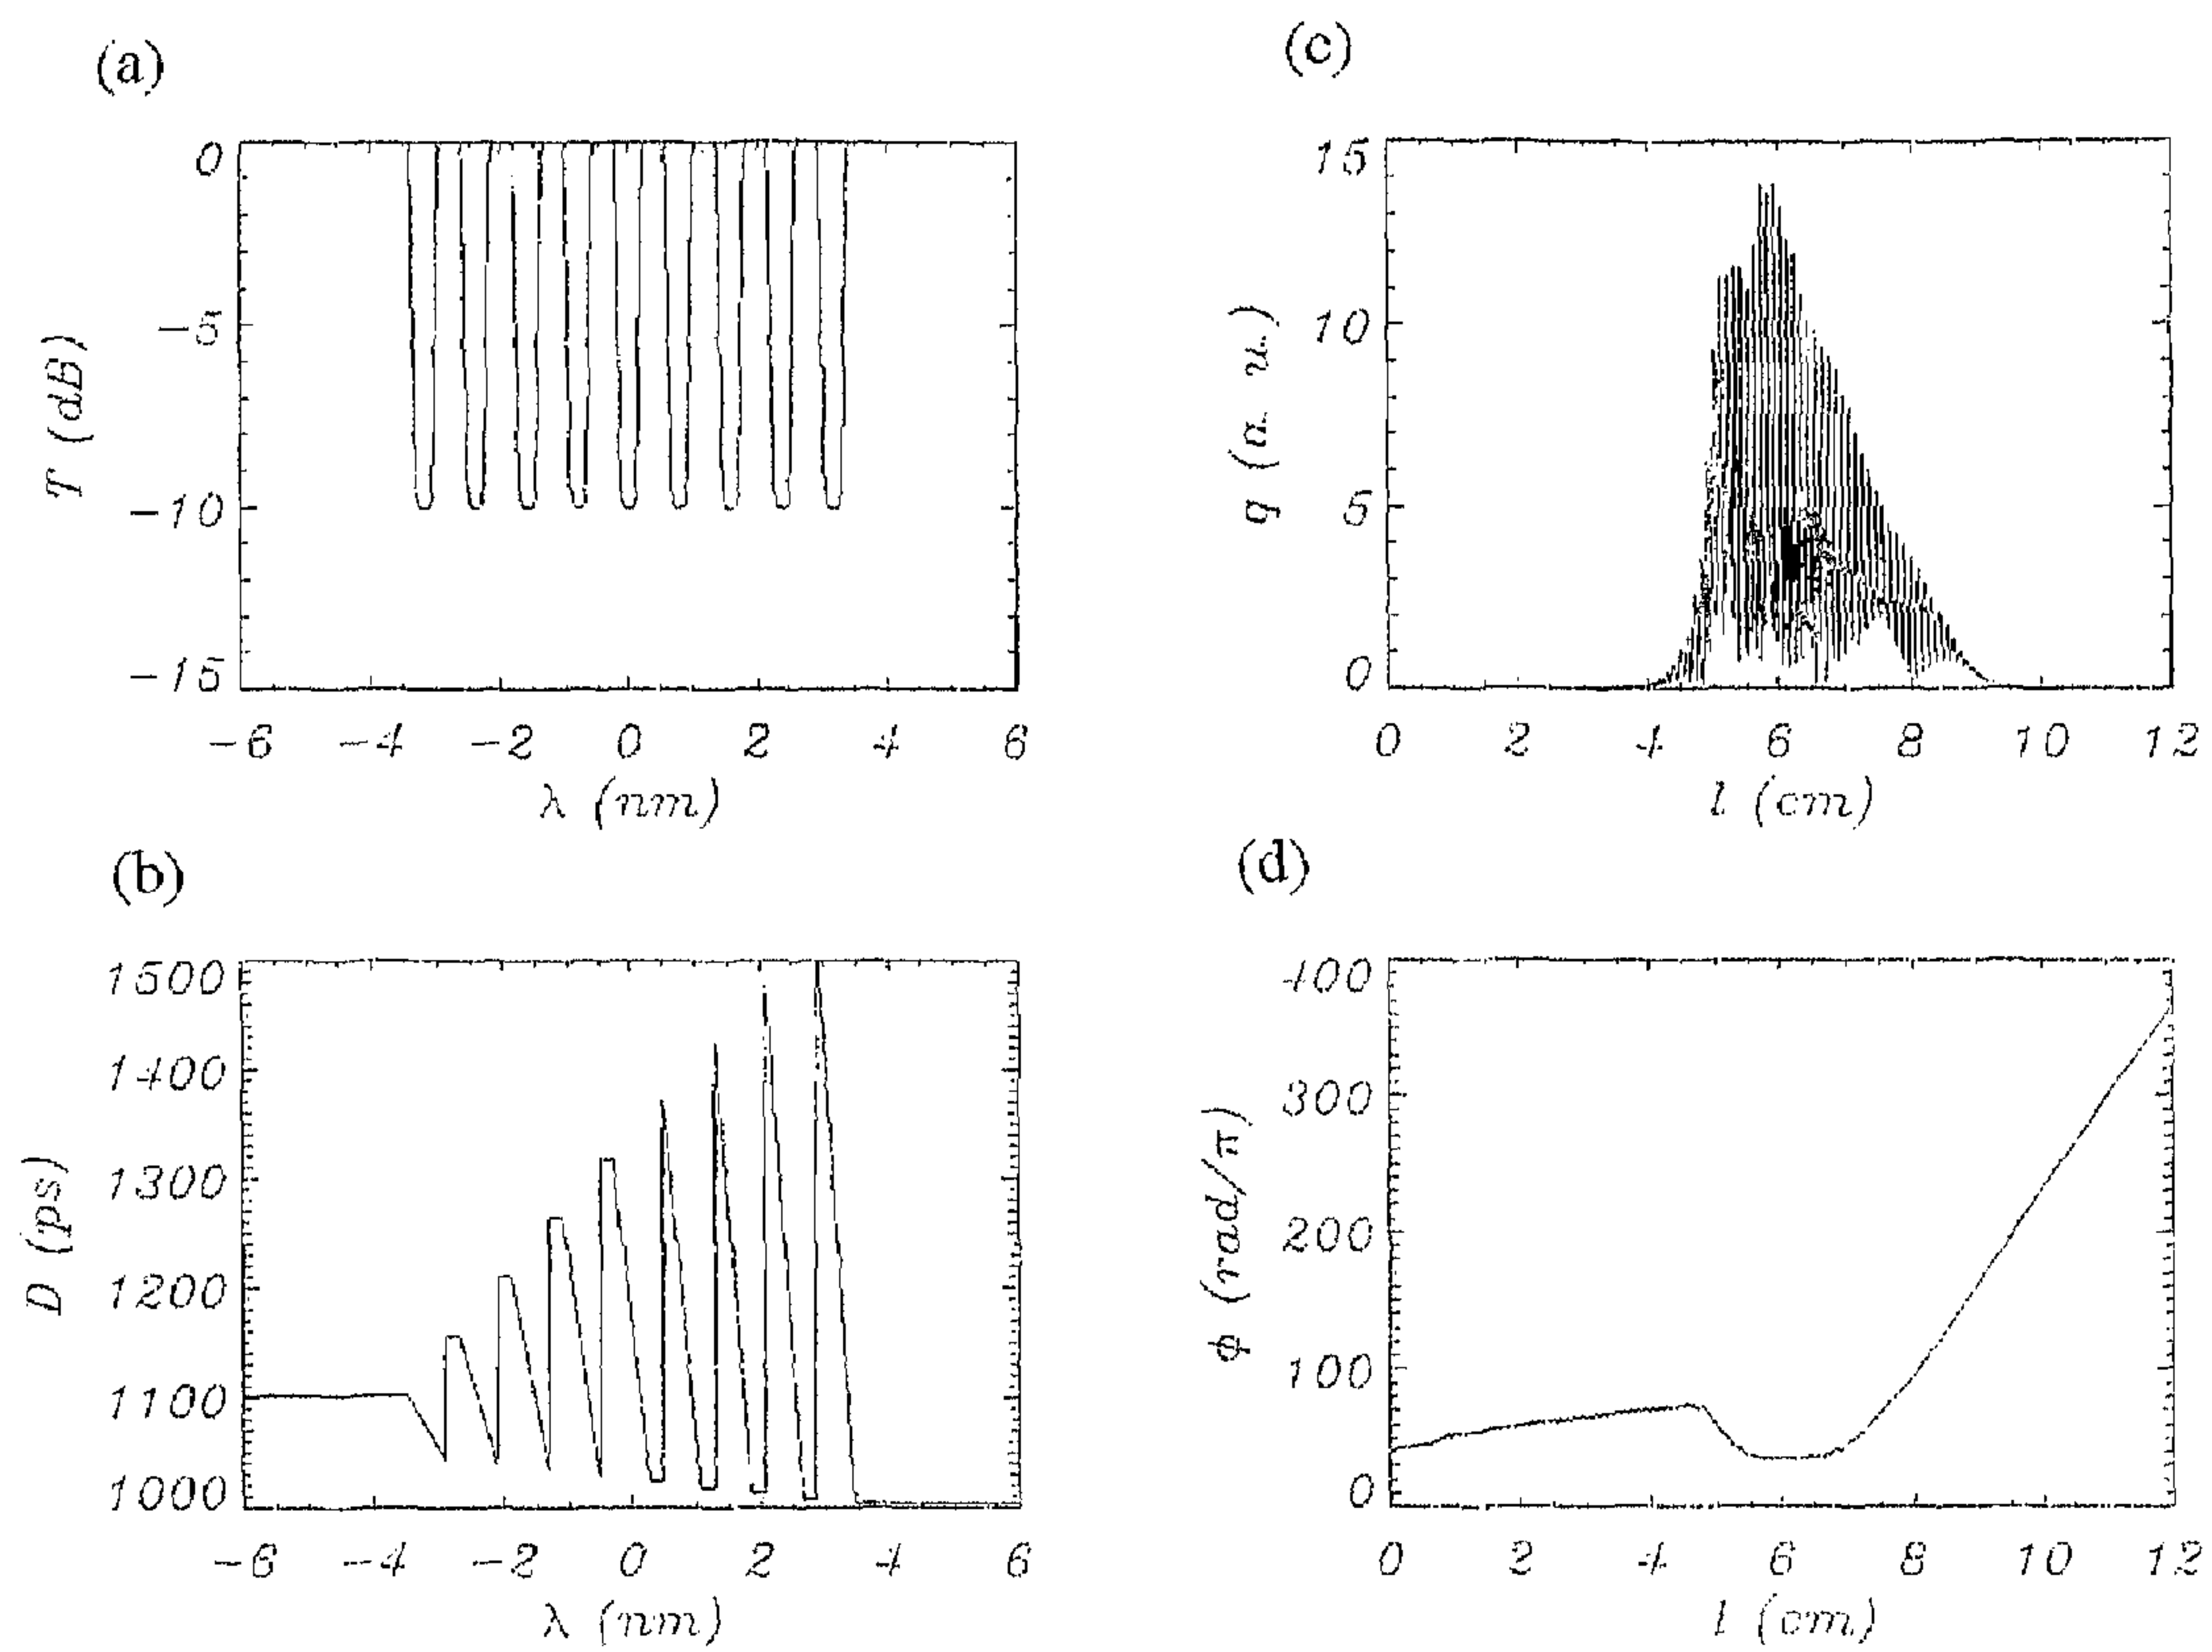 (a)
0
-5
-10
-15
T (dB)
-6 -4 -2 0 2 4 6
λ (nm)
(c)
15
10
5
0
q (a. u.)
0 2 4 6 8 10 12
l (cm)
(b)
1500
1400
1300
1200
1100
1000
D (ps)
-6 -4 -2 0 2 4 6
λ (nm)
(d)
400
300
200
100
0
ϕ (rad/π)
0 2 4 6 8 10 12
l (cm)